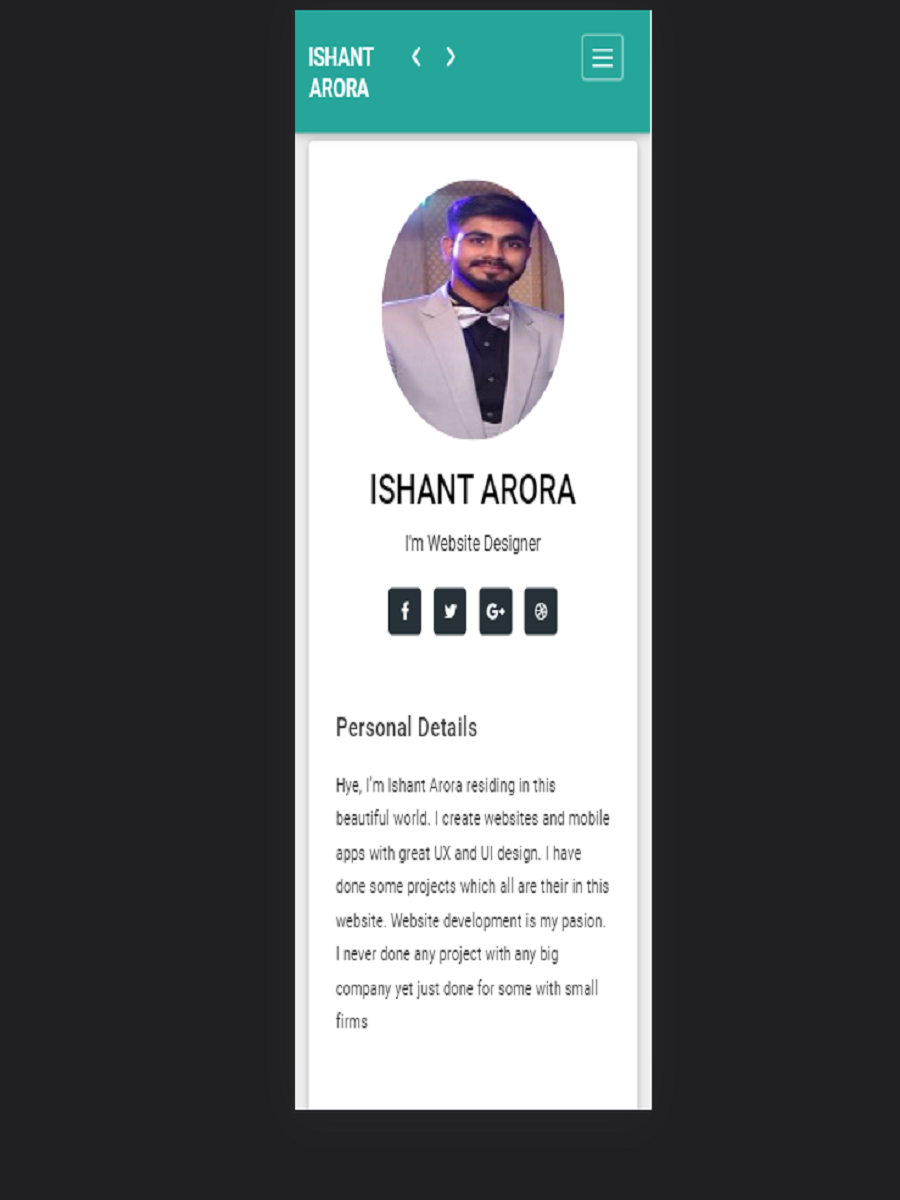 ISHANT
ARORA
ISHANT ARORA
I'm Website Designer
Personal Details
Hye, I'm Ishant Arora residing in this
beautiful world. I create websites and mobile
apps with great UX and UI design. I have
done some projects which all are their in this
website. Website development is my pasion.
I never done any project with any big
company yet just done for some with small
firms